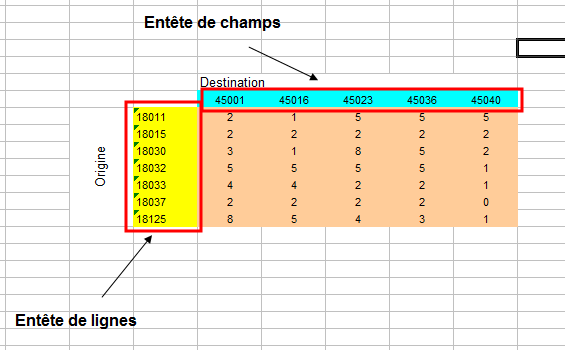 Entête de champs
Destination
45001 45016 45023 45036 45040
Origine
18011 2 1 5 5 5
18015 2 2 2 2 2
18030 3 1 8 5 2
18032 5 5 5 5 1
18033 4 4 2 2 1
18037 2 2 2 2 0
18125 8 5 4 3 1
Entête de lignes